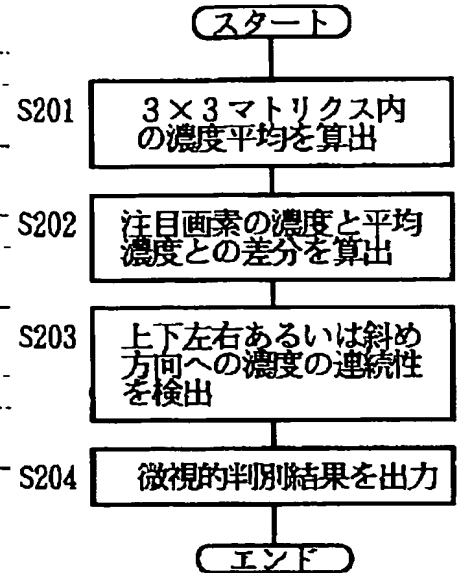 スタート
S201
3×3マトリクス内
の濃度平均を算出
S202
注目画素の濃度と平均
濃度との差分を算出
S203
上下左右あるいは斜め
方向への濃度の連続性
を検出
S204
微視的判別結果を出力
エンド